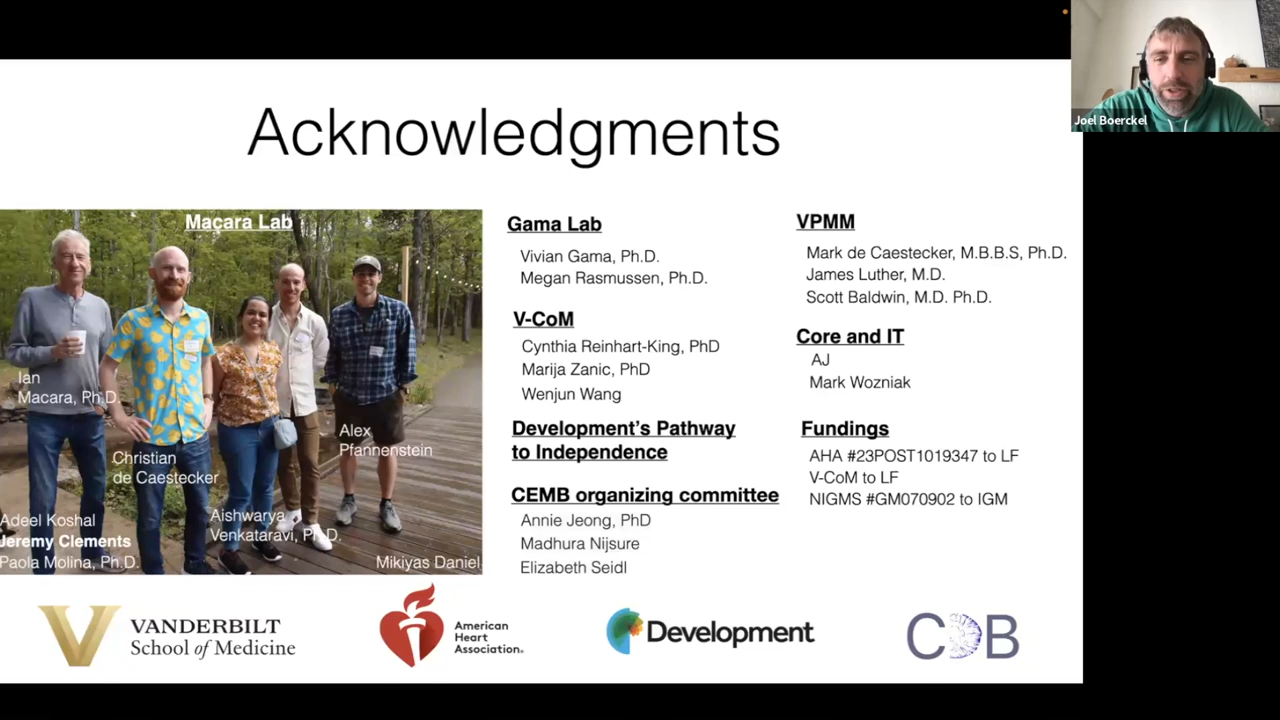 Joel Boerckel
Acknowledgments
Macara Lab
Ian
Macara, Ph.D.
Christian
de Caestecker
Alex
Pfannenstein
Adeel Koshal
Jeremy Clements
Paola Molina, Ph.D.
Aishwarya
Venkataravi, Ph.D.
Mikiyas Daniel
Gama Lab
Vivian Gama, Ph.D.
Megan Rasmussen, Ph.D.
V-CoM
Cynthia Reinhart-King, PhD
Marija Zanic, PhD
Wenjun Wang
Development's Pathway
to Independence
CEMB organizing committee
Annie Jeong, PhD
Madhura Nijsure
Elizabeth Seidl
VPMM
Mark de Caestecker, M.B.B.S, Ph.D.
James Luther, M.D.
Scott Baldwin, M.D. Ph.D.
Core and IT
AJ
Mark Wozniak
Fundings
AHA #23POST1019347 to LF
V-CoM to LF
NIGMS #GM070902 to IGM
V
VANDERBILT
School of Medicine
American
Heart
Association®
Development
CDB